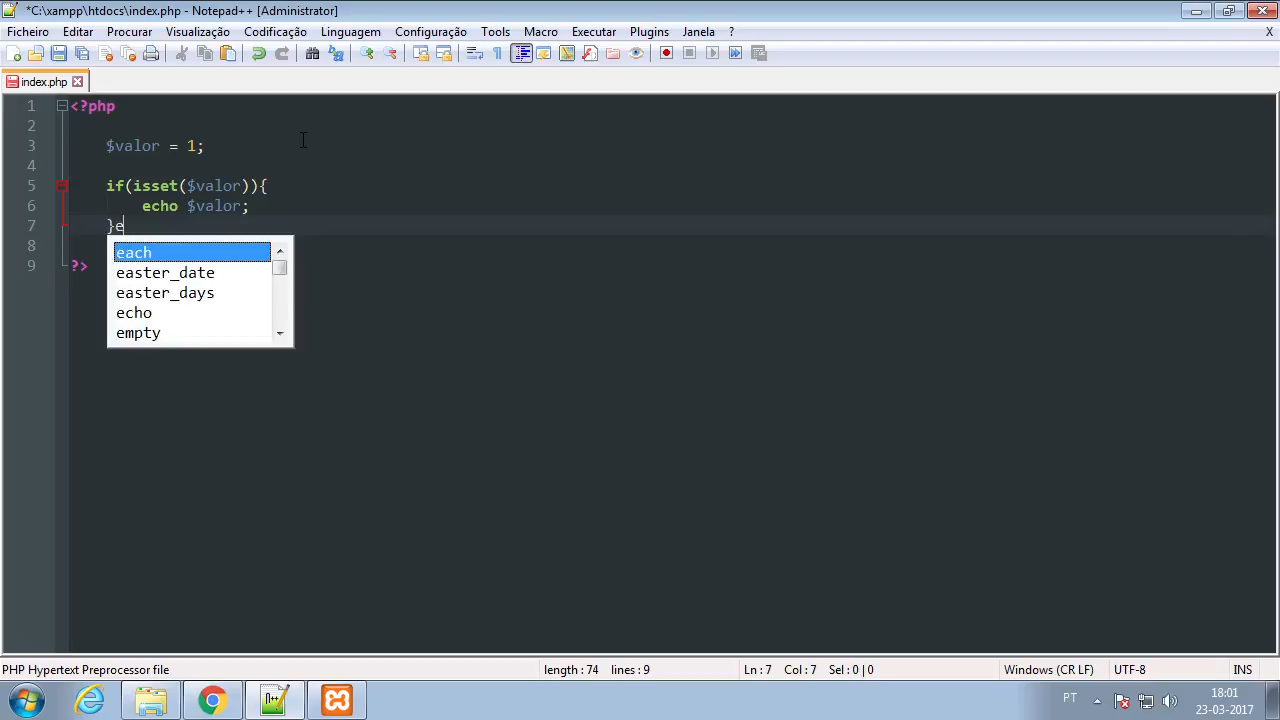 *C:\xampp\htdocs\index.php - Notepad++ [Administrator]
Ficheiro Editar Procurar Visualização Codificação Linguagem Configuração Tools Macro Executar Plugins Janela ? X
index.php
1 <?php
2
3 $valor = 1;
4
5 if(isset($valor)){
6 echo $valor;
7 }e
8
9 ?>
each
easter_date
easter_days
echo
empty
PHP Hypertext Preprocessor file length : 74 lines : 9 Ln : 7 Col : 7 Sel : 0 | 0 Windows (CR LF) UTF-8 INS
PT 18:01
23-03-2017